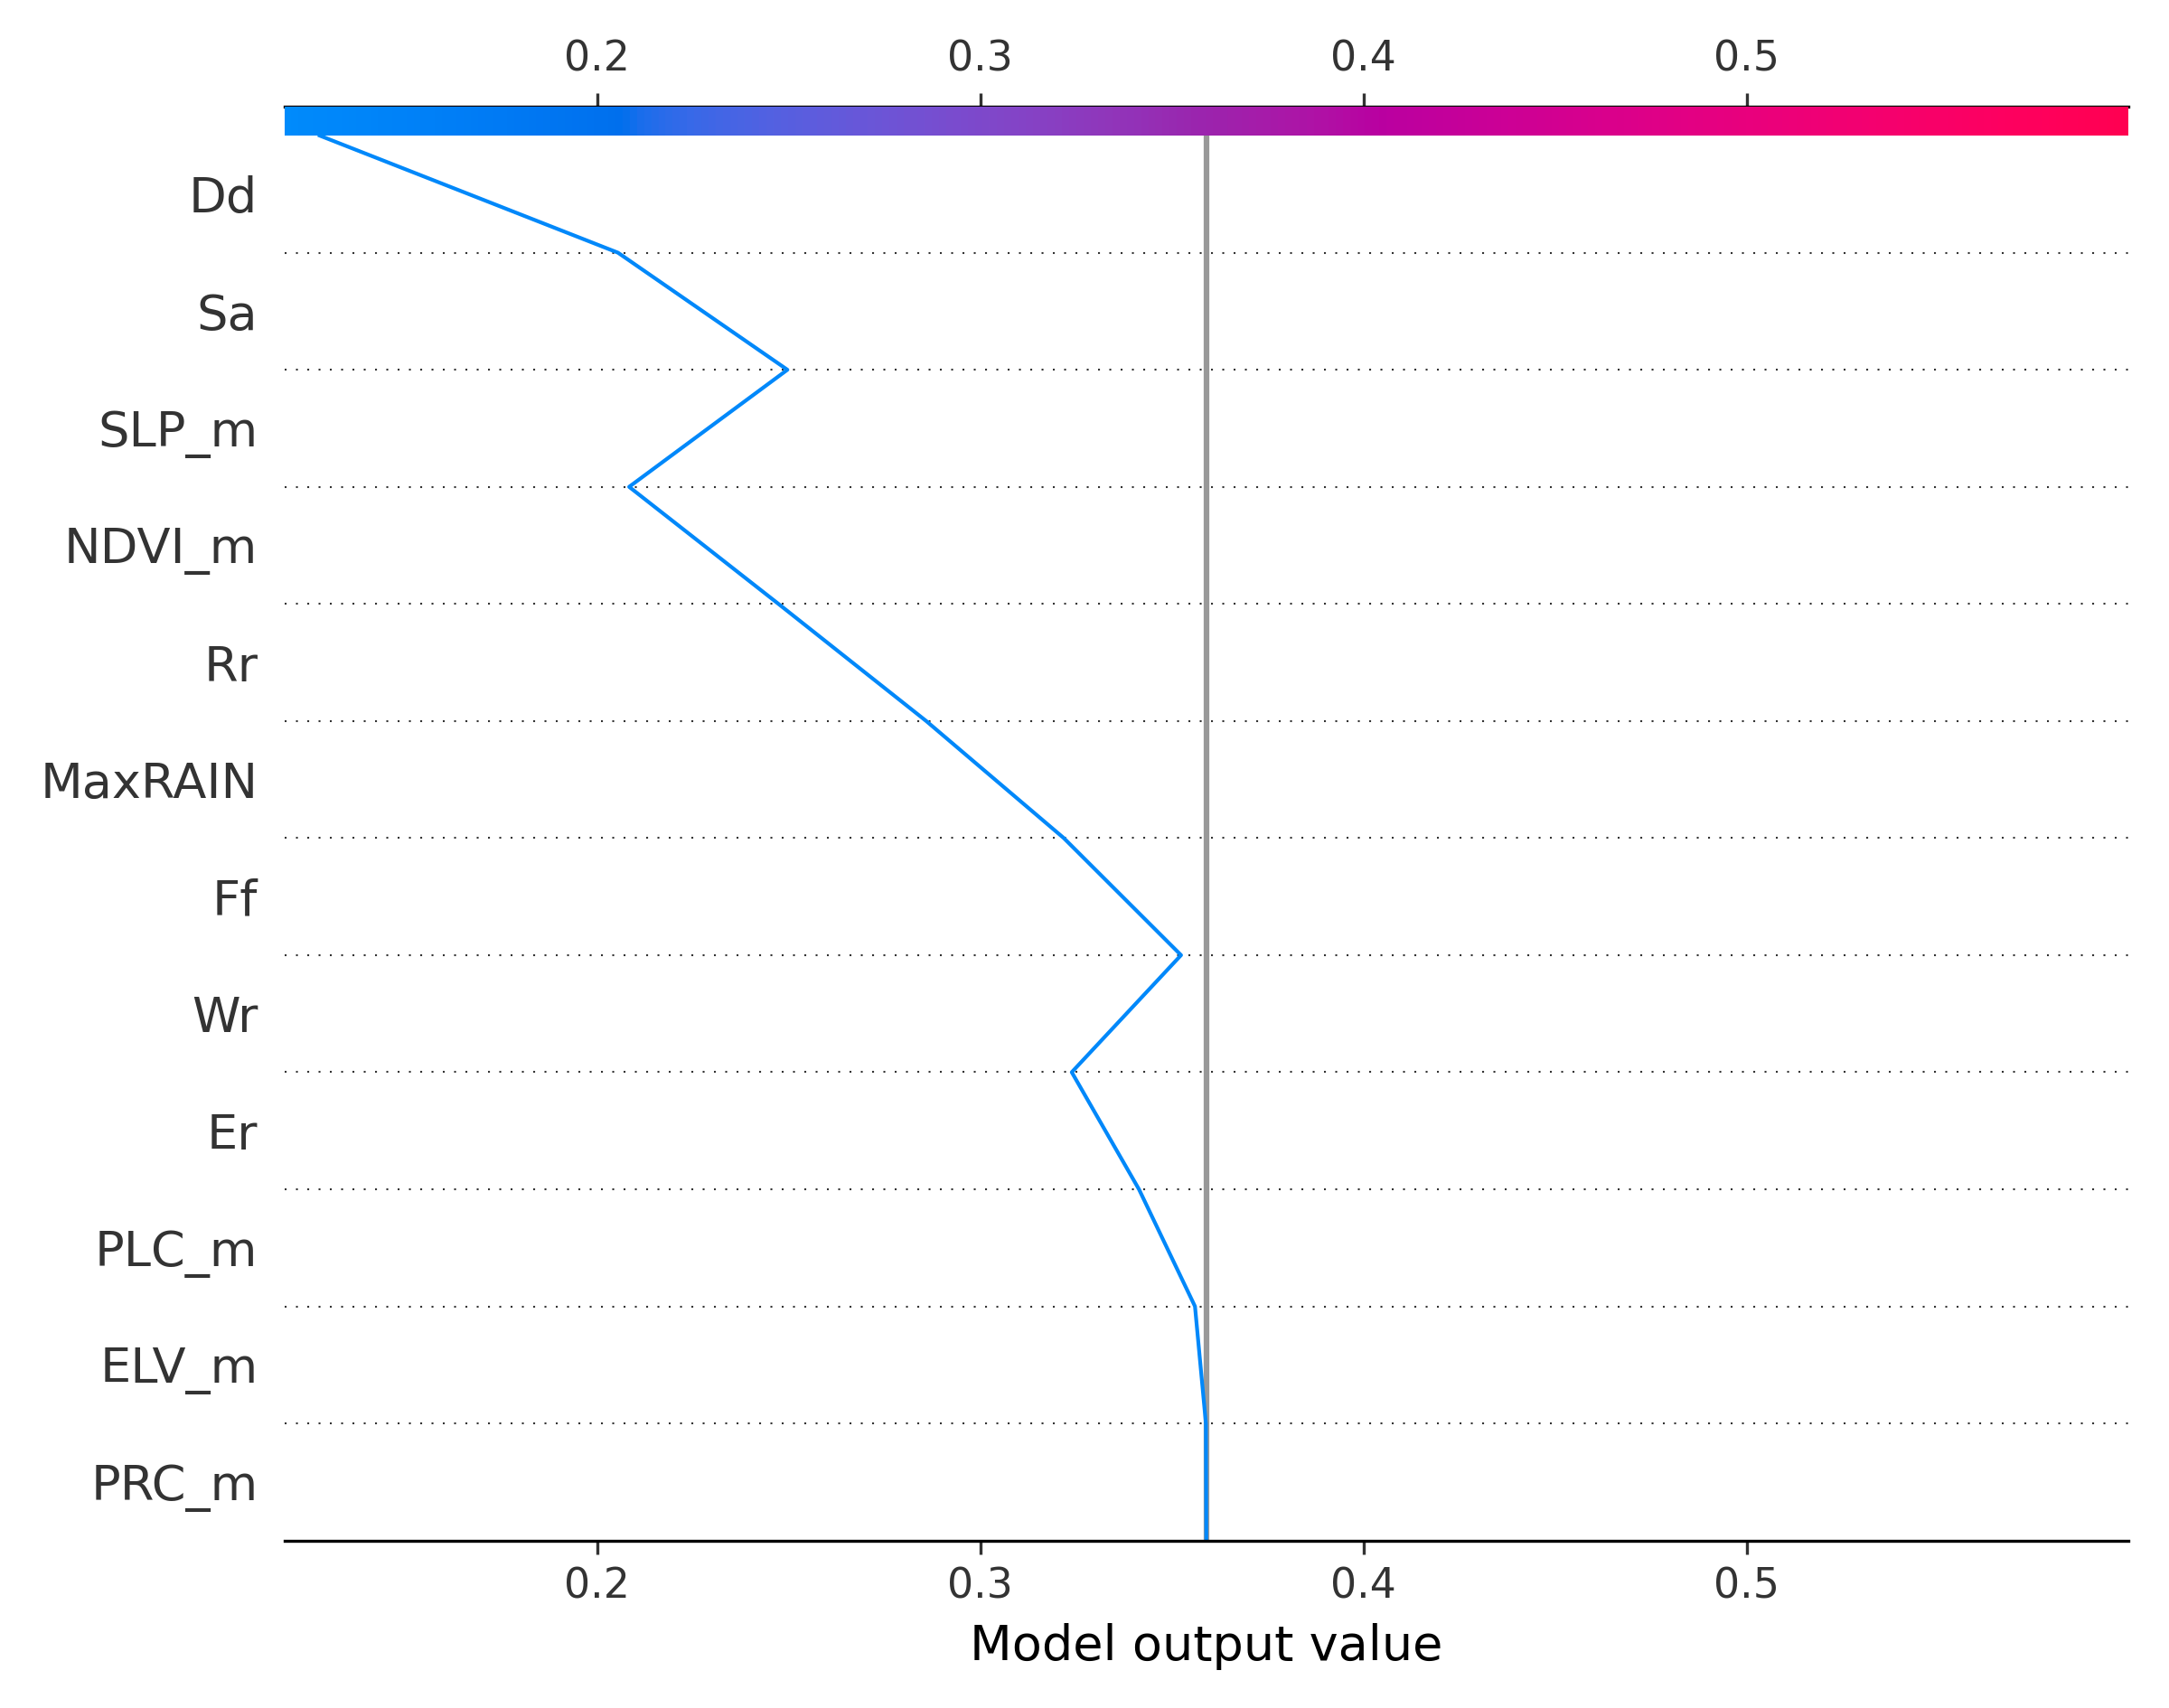 0.2 0.3 0.4 0.5
Dd
Sa
SLP_m
NDVI_m
Rr
MaxRAIN
Ff
Wr
Er
PLC_m
ELV_m
PRC_m
0.2 0.3 0.4 0.5
Model output value